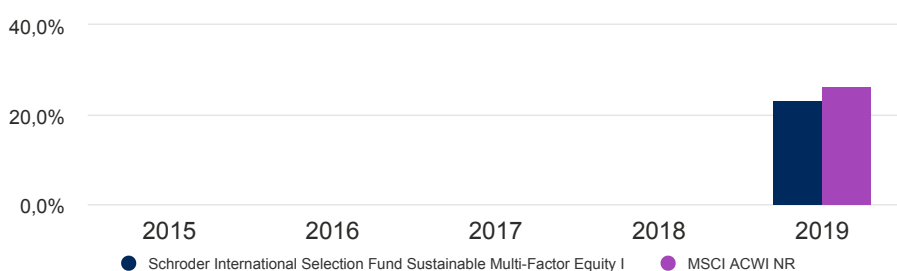 40,0%
20,0%
0,0%
2015 2016 2017 2018 2019
Schroder International Selection Fund Sustainable Multi-Factor Equity I MSCI ACWI NR